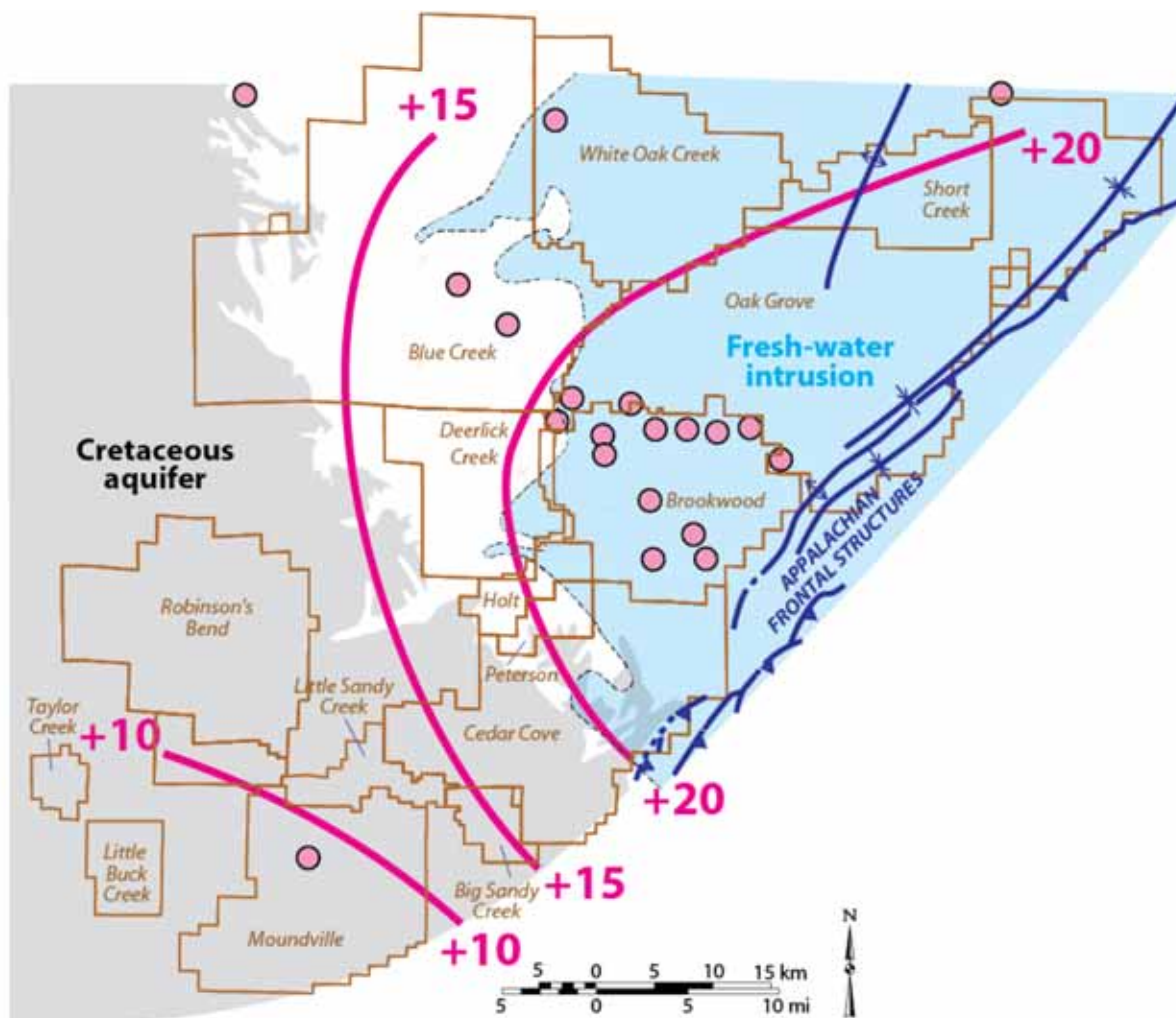 +15
+20
White Oak Creek
Short
Creek
Oak Grove
Blue Creek
Fresh-water
intrusion
Deerlick
Creek
Cretaceous
aquifer
Brookwood
APPALACHIAN
FRONTAL STRUCTURES
Holt
Robinson's
Bend
Peterson
Little Sandy
Creek
Taylor
Creek
+10
Cedar Cove
+20
Little
Buck
Creek
+15
Big Sandy
Creek
Moundville
+10
N
5 0 5 10 15 km
5 0 5 10 mi